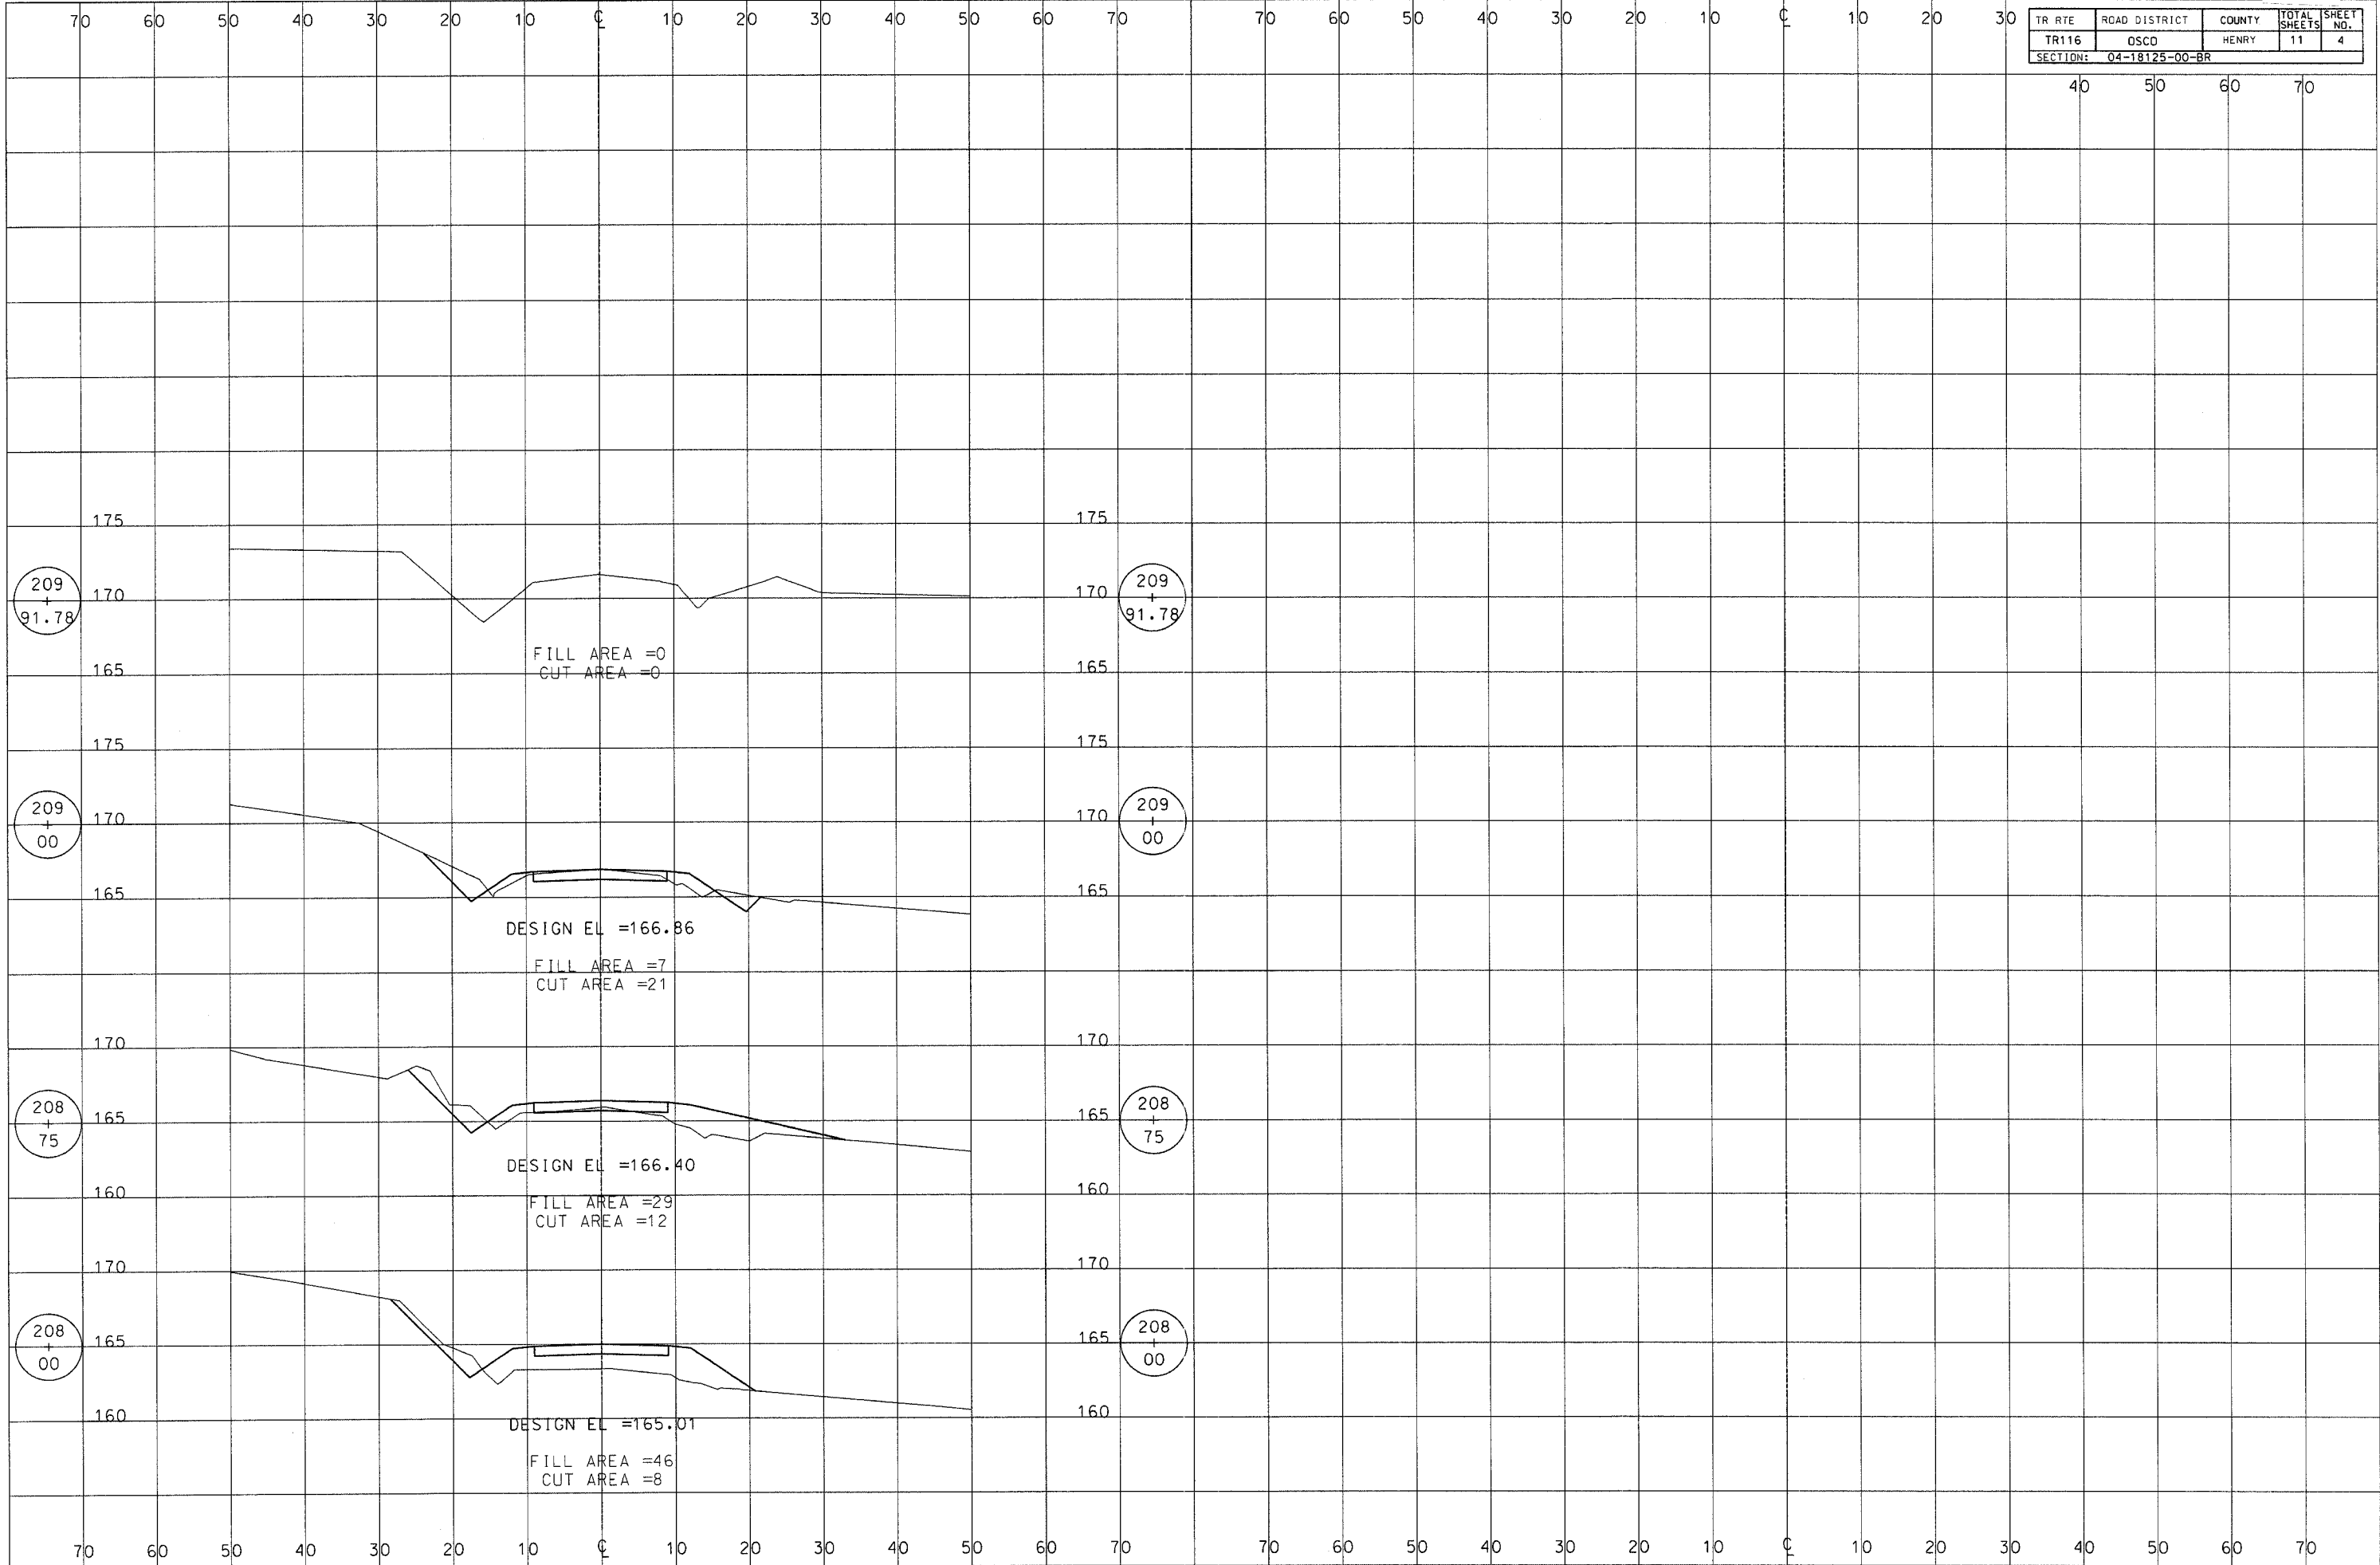 70 60 50 40 30 20 10 ℄ 10 20 30 40 50 60 70 70 60 50 40 30 20 10 ℄ 10 20 30
TR RTE ROAD DISTRICT COUNTY TOTAL SHEETS SHEET NO.
TR116 OSCO HENRY 11 4
SECTION: 04-18125-00-BR
40 50 60 70
175 175
209 + 91.78 170 170 209 + 91.78
FILL AREA =0
165 CUT AREA =0 165
175 175
209 + 00 170 170 209 + 00
165 165
DESIGN EL =166.86
FILL AREA =7
CUT AREA =21
170 170
208 + 75 165 165 208 + 75
DESIGN EL =166.40
160 160
FILL AREA =29
CUT AREA =12
170 170
208 + 00 165 165 208 + 00
160 160
DESIGN EL =165.01
FILL AREA =46
CUT AREA =8
70 60 50 40 30 20 10 ℄ 10 20 30 40 50 60 70 70 60 50 40 30 20 10 ℄ 10 20 30 40 50 60 70